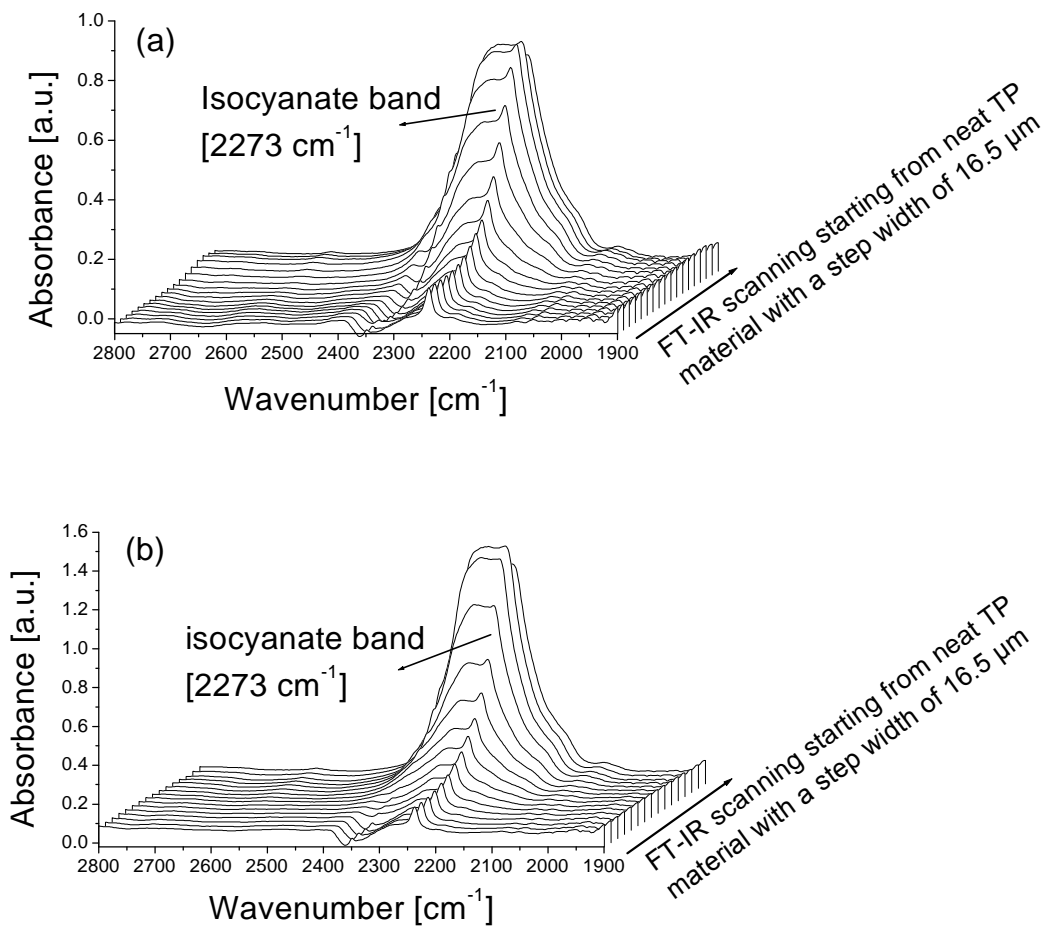 (a)
Isocyanate band
[2273 cm⁻¹]
Absorbance [a.u.]
1.0
0.8
0.6
0.4
0.2
0.0
2800 2700 2600 2500 2400 2300 2200 2100 2000 1900
Wavenumber [cm⁻¹]
FT-IR scanning starting from neat TP
material with a step width of 16.5 µm
(b)
isocyanate band
[2273 cm⁻¹]
Absorbance [a.u.]
1.6
1.4
1.2
1.0
0.8
0.6
0.4
0.2
0.0
2800 2700 2600 2500 2400 2300 2200 2100 2000 1900
Wavenumber [cm⁻¹]
FT-IR scanning starting from neat TP
material with a step width of 16.5 µm